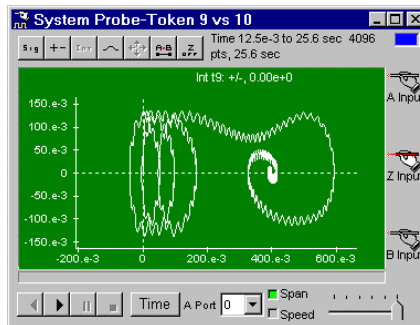 System Probe-Token 9 vs 10
Sig +- Inv A+B Z OFF
Time 12.5e-3 to 25.6 sec 4096
pts, 25.6 sec
Int t9: +/-, 0.00e+0
150.e-3
100.e-3
50.e-3
0
-50.e-3
-100.e-3
-150.e-3
-200.e-3 0 200.e-3 400.e-3 600.e-3
A Input
Z Input
B Input
Time A Port 0 Span
Speed